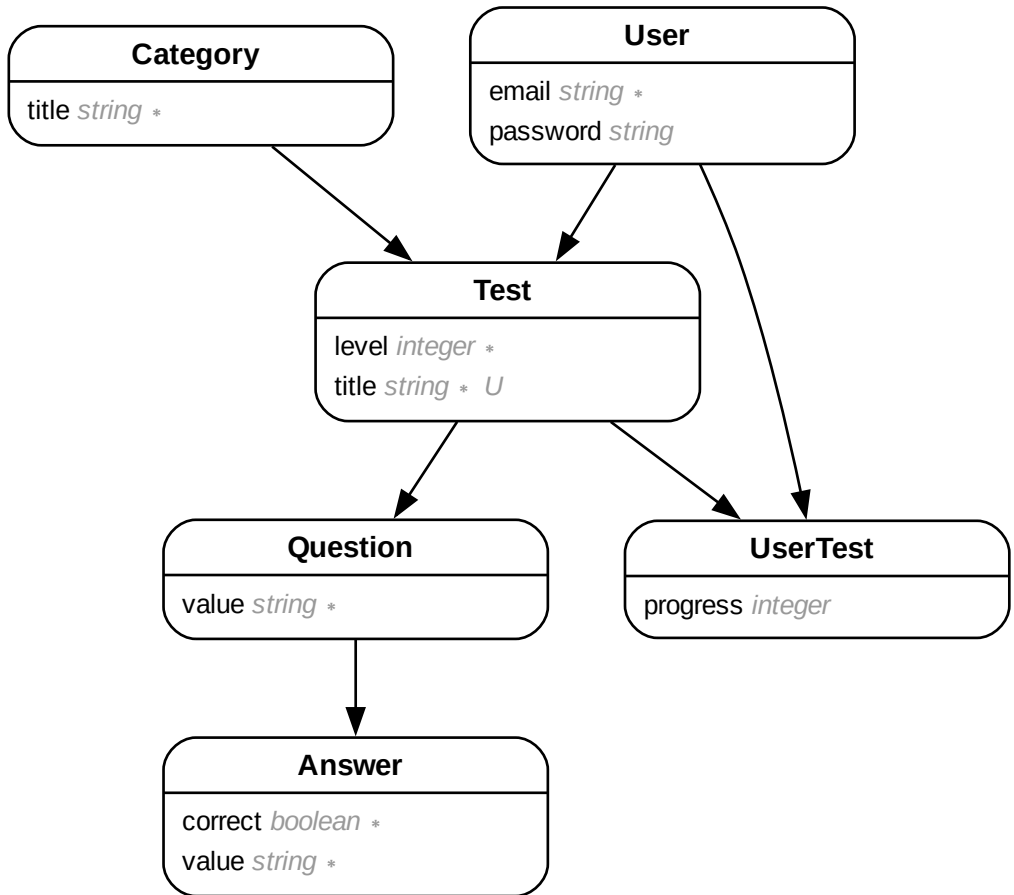 Category
title string *
User
email string *
password string
Test
level integer *
title string * U
Question
value string *
UserTest
progress integer
Answer
correct boolean *
value string *